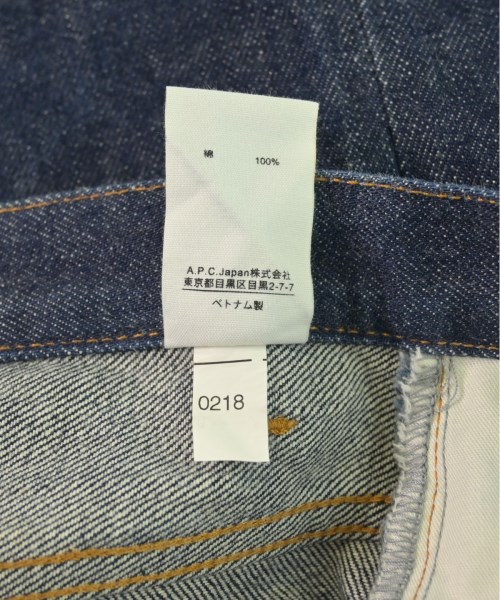 綿 100%
A.P.C.Japan株式会社
東京都目黒区目黒2-7-7
ベトナム製
0218